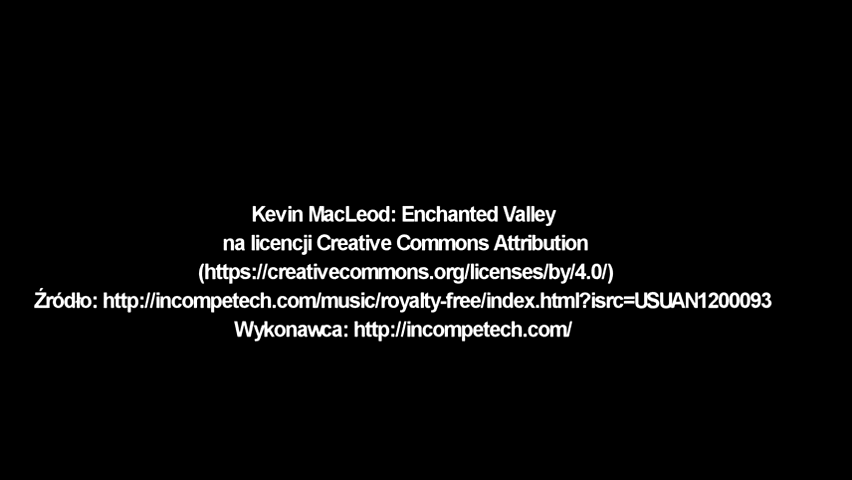 Kevin MacLeod: Enchanted Valley
na licencji Creative Commons Attribution
(https://creativecommons.org/licenses/by/4.0/)
Źródło: http://incompetech.com/music/royalty-free/index.html?isrc=USUAN1200093
Wykonawca: http://incompetech.com/